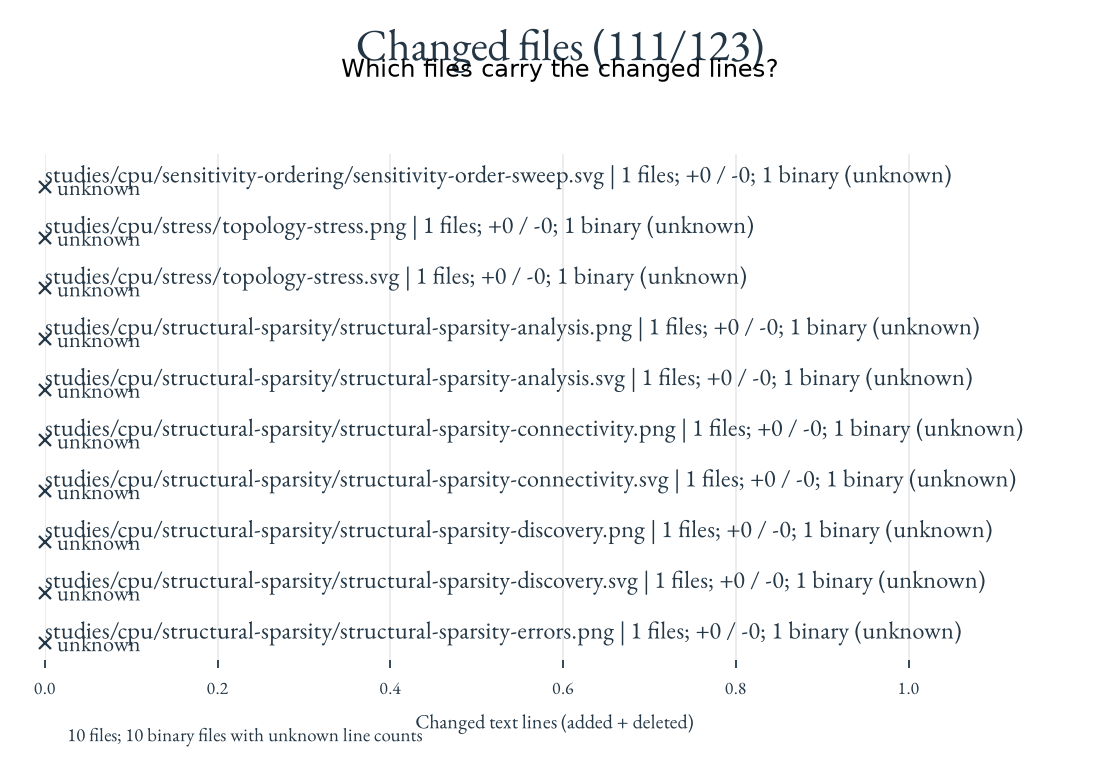 Changed files (111/123)
Which files carry the changed lines?
studies/cpu/sensitivity-ordering/sensitivity-order-sweep.svg | 1 files; +0 / -0; 1 binary (unknown)
unknown
studies/cpu/stress/topology-stress.png | 1 files; +0 / -0; 1 binary (unknown)
unknown
studies/cpu/stress/topology-stress.svg | 1 files; +0 / -0; 1 binary (unknown)
unknown
studies/cpu/structural-sparsity/structural-sparsity-analysis.png | 1 files; +0 / -0; 1 binary (unknown)
unknown
studies/cpu/structural-sparsity/structural-sparsity-analysis.svg | 1 files; +0 / -0; 1 binary (unknown)
unknown
studies/cpu/structural-sparsity/structural-sparsity-connectivity.png | 1 files; +0 / -0; 1 binary (unknown)
unknown
studies/cpu/structural-sparsity/structural-sparsity-connectivity.svg | 1 files; +0 / -0; 1 binary (unknown)
unknown
studies/cpu/structural-sparsity/structural-sparsity-discovery.png | 1 files; +0 / -0; 1 binary (unknown)
unknown
studies/cpu/structural-sparsity/structural-sparsity-discovery.svg | 1 files; +0 / -0; 1 binary (unknown)
unknown
studies/cpu/structural-sparsity/structural-sparsity-errors.png | 1 files; +0 / -0; 1 binary (unknown)
unknown
0.0 0.2 0.4 0.6 0.8 1.0
Changed text lines (added + deleted)
10 files; 10 binary files with unknown line counts